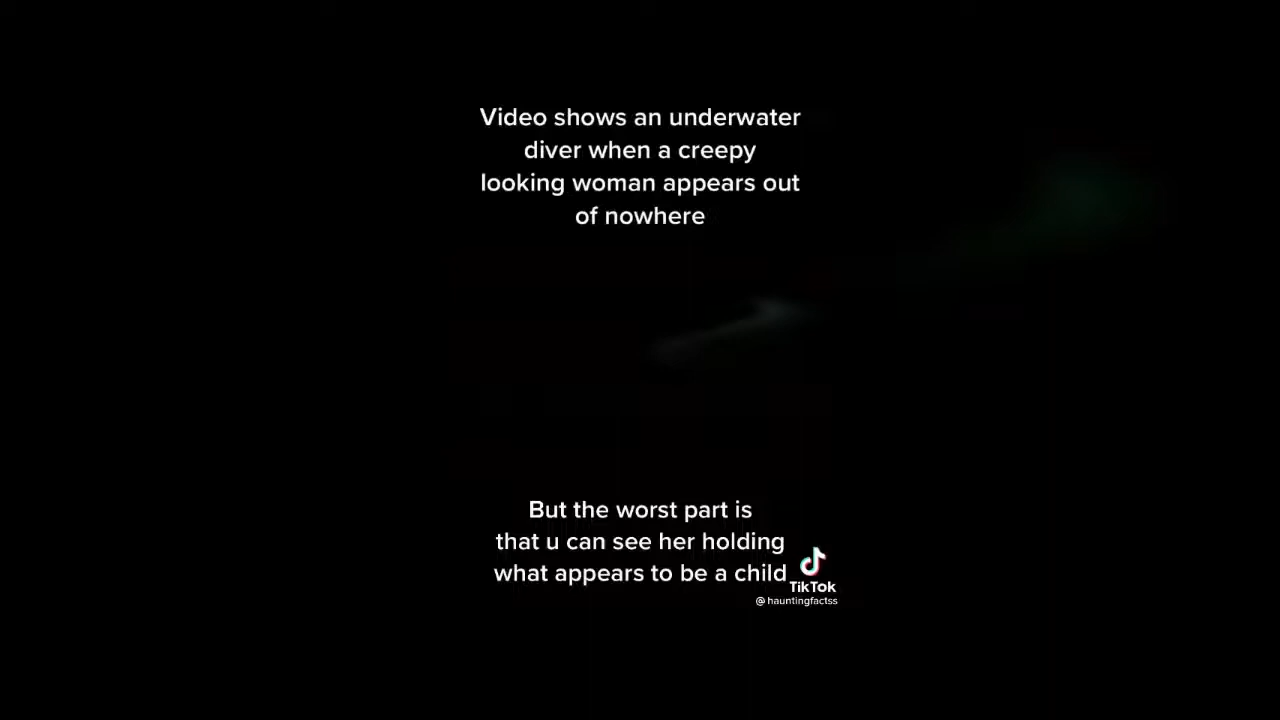 Video shows an underwater
diver when a creepy
looking woman appears out
of nowhere
But the worst part is
that u can see her holding
what appears to be a child
TikTok
@hauntingfactss